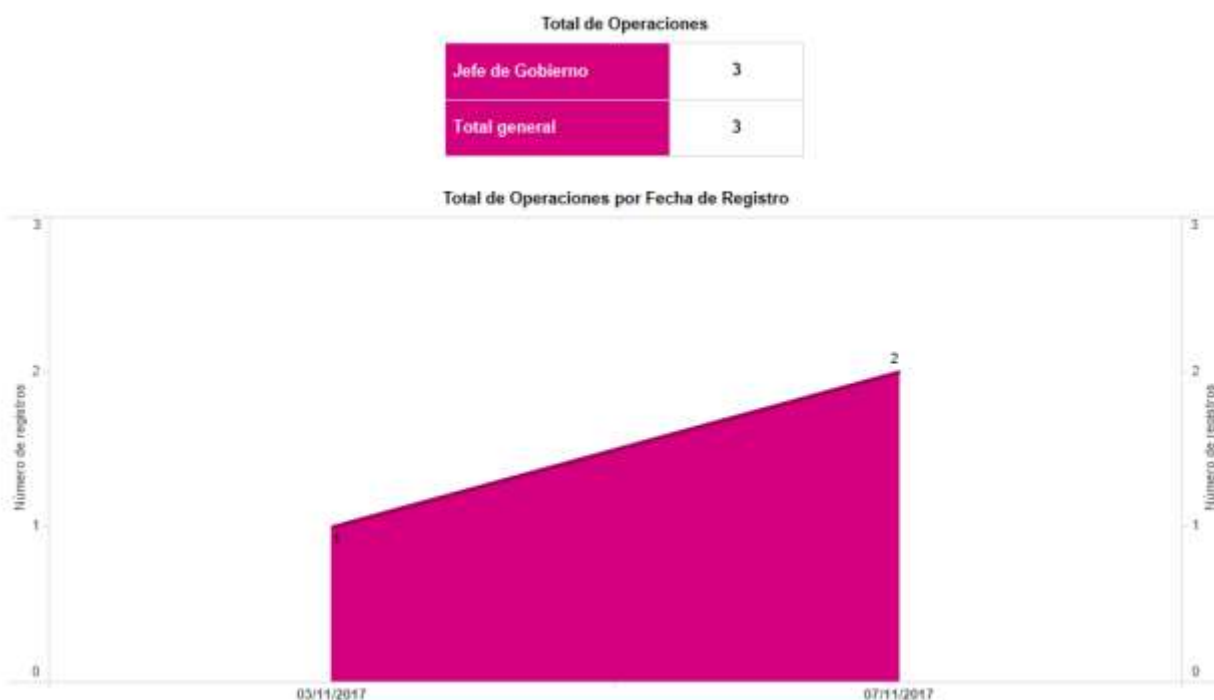 Total de Operaciones
Jefe de Gobierno 3
Total general 3
Total de Operaciones por Fecha de Registro
3 3
2
2 2
Número de registros
Número de registros
1 1
1
0 0
03/11/2017 07/11/2017